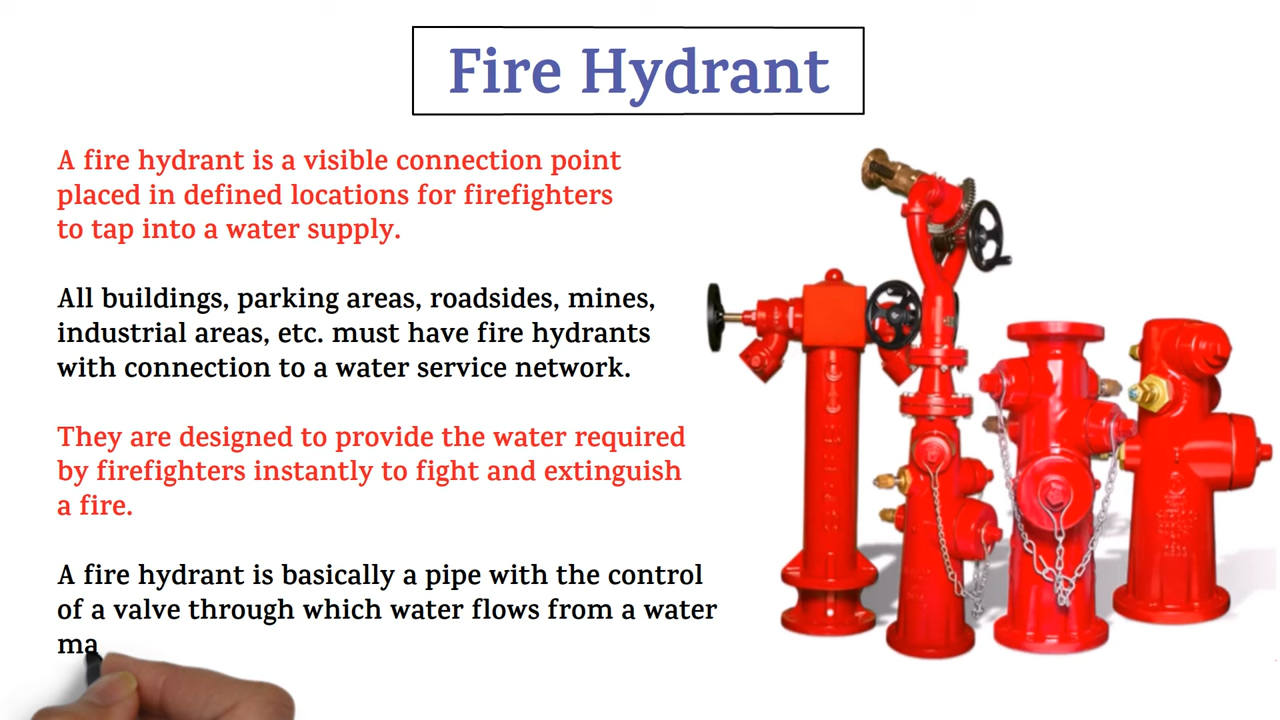 Fire Hydrant
A fire hydrant is a visible connection point
placed in defined locations for firefighters
to tap into a water supply.
All buildings, parking areas, roadsides, mines,
industrial areas, etc. must have fire hydrants
with connection to a water service network.
They are designed to provide the water required
by firefighters instantly to fight and extinguish
a fire.
A fire hydrant is basically a pipe with the control
of a valve through which water flows from a water
ma